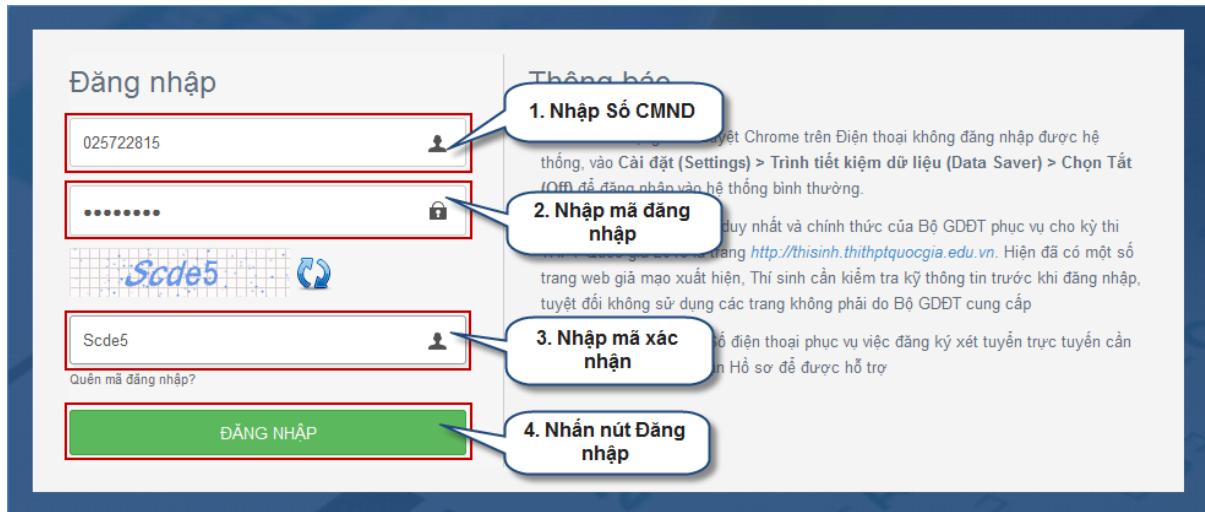 Đăng nhập
025722815
••••••••
Scde5
Scde5
Quên mã đăng nhập?
ĐĂNG NHẬP
1. Nhập Số CMND
2. Nhập mã đăng
nhập
3. Nhập mã xác
nhận
4. Nhấn nút Đăng
nhập
Thông báo
Chrome trên Điện thoại không đăng nhập được hệ
thống, vào Cài đặt (Settings) > Trình tiết kiệm dữ liệu (Data Saver) > Chọn Tắt
(Off) để đăng nhập vào hệ thống bình thường.
duy nhất và chính thức của Bộ GDĐT phục vụ cho kỳ thi
trang http://thisinh.thithptquocgia.edu.vn. Hiện đã có một số
trang web giả mạo xuất hiện, Thí sinh cần kiểm tra kỹ thông tin trước khi đăng nhập,
tuyệt đối không sử dụng các trang không phải do Bộ GDĐT cung cấp
số điện thoại phục vụ việc đăng ký xét tuyển trực tuyến cần
Hồ sơ để được hỗ trợ